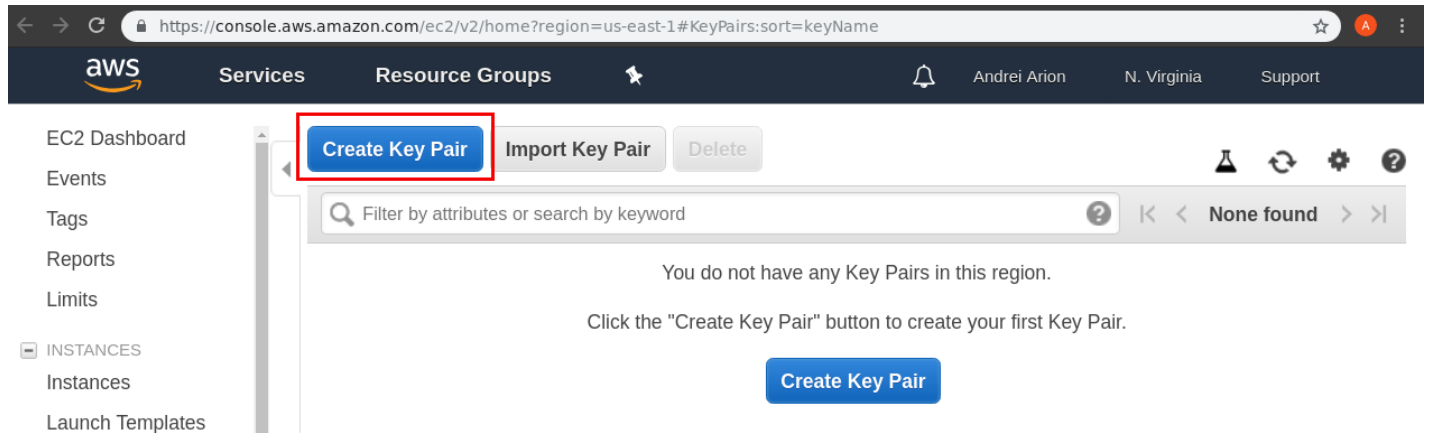 https://console.aws.amazon.com/ec2/v2/home?region=us-east-1#KeyPairs:sort=keyName
A
aws Services Resource Groups Andrei Arion N. Virginia Support
EC2 Dashboard
Events
Tags
Reports
Limits
INSTANCES
Instances
Launch Templates
Create Key Pair Import Key Pair Delete
Filter by attributes or search by keyword None found
You do not have any Key Pairs in this region.
Click the "Create Key Pair" button to create your first Key Pair.
Create Key Pair